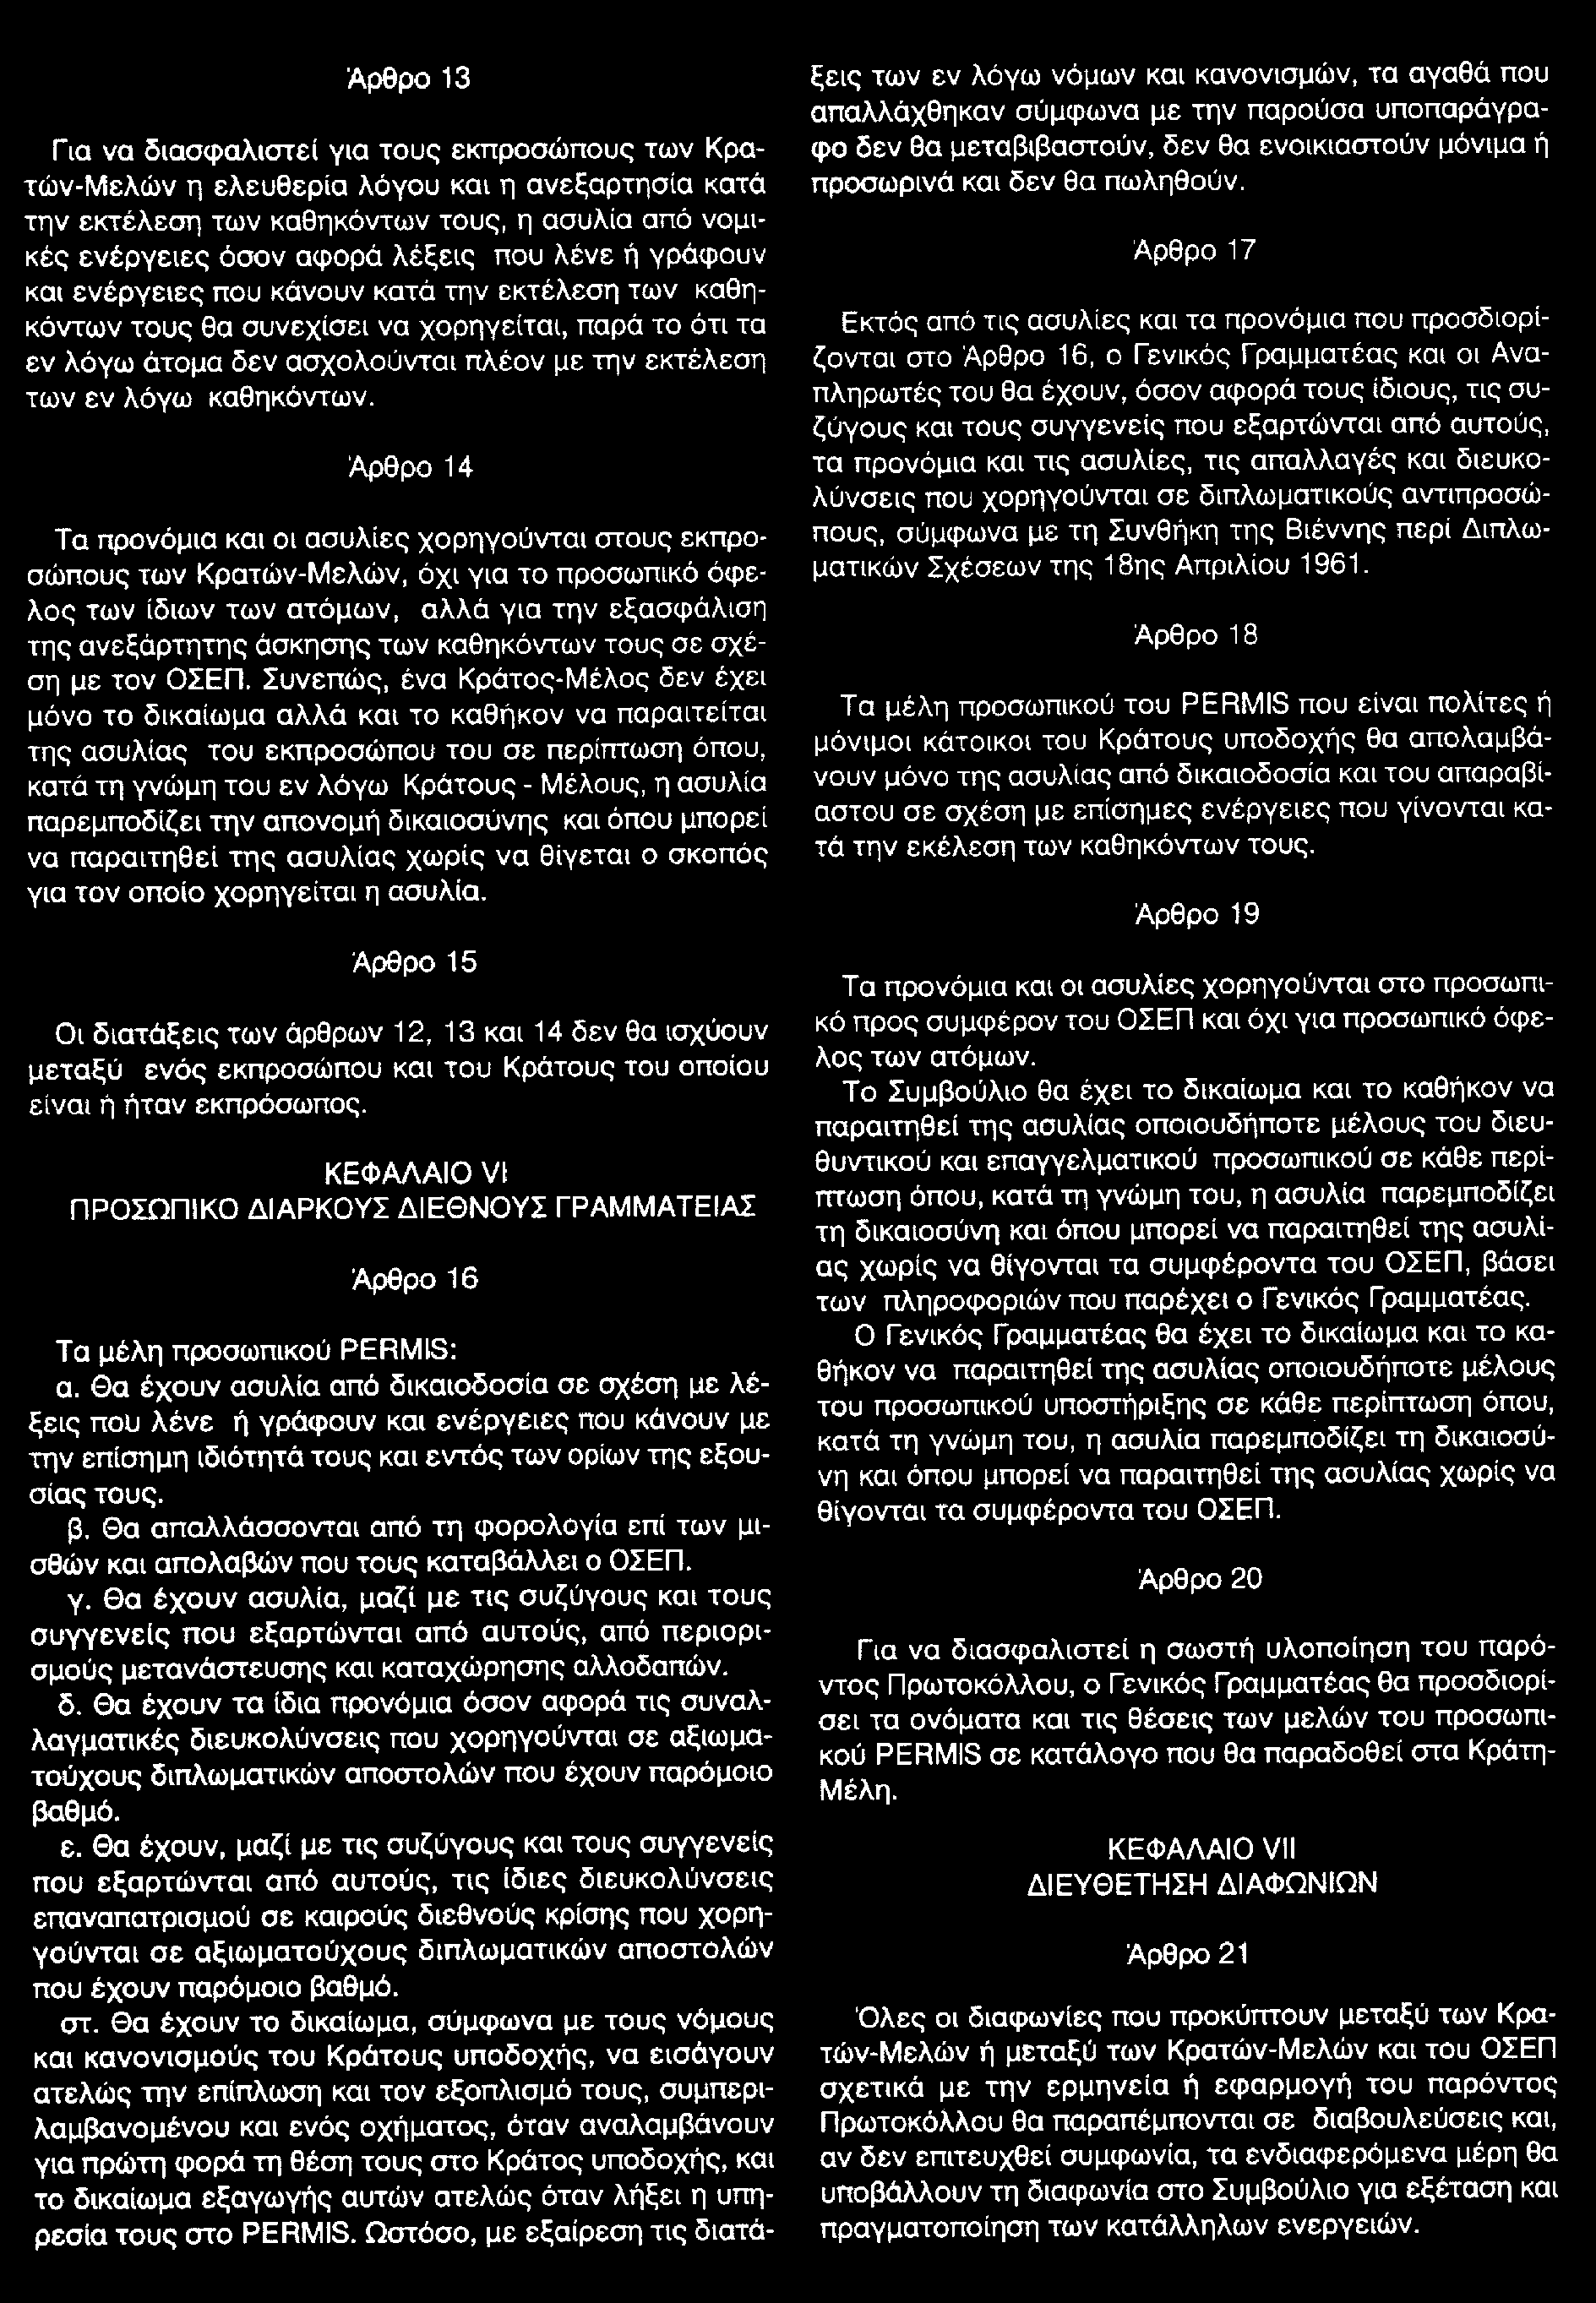 Άρθρο 13
Για να διασφαλιστεί για τους εκπροσώπους των Κρα-
τών-Μελών η ελευθερία λόγου και η ανεξαρτησία κατά
την εκτέλεση των καθηκόντων τους, η ασυλία από νομι-
κές ενέργειες όσον αφορά λέξεις που λένε ή γράφουν
και ενέργειες που κάνουν κατά την εκτέλεση των καθη-
κόντων τους θα συνεχίσει να χορηγείται, παρά το ότι τα
εν λόγω άτομα δεν ασχολούνται πλέον με την εκτέλεση
των εν λόγω καθηκόντων.
Άρθρο 14
Τα προνόμια και οι ασυλίες χορηγούνται στους εκπρο-
σώπους των Κρατών-Μελών, όχι για το προσωπικό όφε-
λος των ίδιων των ατόμων, αλλά για την εξασφάλιση
της ανεξάρτητης άσκησης των καθηκόντων τους σε σχέ-
ση με τον ΟΣΕΠ. Συνεπώς, ένα Κράτος-Μέλος δεν έχει
μόνο το δικαίωμα αλλά και το καθήκον να παραιτείται
της ασυλίας του εκπροσώπου του σε περίπτωση όπου,
κατά τη γνώμη του εν λόγω Κράτους - Μέλους, η ασυλία
παρεμποδίζει την απονομή δικαιοσύνης και όπου μπορεί
να παραιτηθεί της ασυλίας χωρίς να θίγεται ο σκοπός
για τον οποίο χορηγείται η ασυλία.
Άρθρο 15
Οι διατάξεις των άρθρων 12, 13 και 14 δεν θα ισχύουν
μεταξύ ενός εκπροσώπου και του Κράτους του οποίου
είναι ή ήταν εκπρόσωπος.
ΚΕΦΑΛΑΙΟ VI
ΠΡΟΣΩΠΙΚΟ ΔΙΑΡΚΟΥΣ ΔΙΕΘΝΟΥΣ ΓΡΑΜΜΑΤΕΙΑΣ
Άρθρο 16
Τα μέλη προσωπικού PERMIS:
α. Θα έχουν ασυλία από δικαιοδοσία σε σχέση με λέ-
ξεις που λένε ή γράφουν και ενέργειες που κάνουν με
την επίσημη ιδιότητά τους και εντός των ορίων της εξου-
σίας τους.
β. Θα απαλλάσσονται από τη φορολογία επί των μι-
σθών και απολαβών που τους καταβάλλει ο ΟΣΕΠ.
γ. Θα έχουν ασυλία, μαζί με τις συζύγους και τους
συγγενείς που εξαρτώνται από αυτούς, από περιορι-
σμούς μετανάστευσης και καταχώρησης αλλοδαπών.
δ. Θα έχουν τα ίδια προνόμια όσον αφορά τις συναλ-
λαγματικές διευκολύνσεις που χορηγούνται σε αξιωμα-
τούχους διπλωματικών αποστολών που έχουν παρόμοιο
βαθμό.
ε. Θα έχουν, μαζί με τις συζύγους και τους συγγενείς
που εξαρτώνται από αυτούς, τις ίδιες διευκολύνσεις
επαναπατρισμού σε καιρούς διεθνούς κρίσης που χορη-
γούνται σε αξιωματούχους διπλωματικών αποστολών
που έχουν παρόμοιο βαθμό.
στ. Θα έχουν το δικαίωμα, σύμφωνα με τους νόμους
και κανονισμούς του Κράτους υποδοχής, να εισάγουν
ατελώς την επίπλωση και τον εξοπλισμό τους, συμπερι-
λαμβανομένου και ενός οχήματος, όταν αναλαμβάνουν
για πρώτη φορά τη θέση τους στο Κράτος υποδοχής, και
το δικαίωμα εξαγωγής αυτών ατελώς όταν λήξει η υπη-
ρεσία τους στο PERMIS. Ωστόσο, με εξαίρεση τις διατά-
ξεις των εν λόγω νόμων και κανονισμών, τα αγαθά που
απαλλάχθηκαν σύμφωνα με την παρούσα υποπαράγρα-
φο δεν θα μεταβιβαστούν, δεν θα ενοικιαστούν μόνιμα ή
προσωρινά και δεν θα πωληθούν.
Άρθρο 17
Εκτός από τις ασυλίες και τα προνόμια που προσδιορί-
ζονται στο Άρθρο 16, ο Γενικός Γραμματέας και οι Ανα-
πληρωτές του θα έχουν, όσον αφορά τους ίδιους, τις συ-
ζύγους και τους συγγενείς που εξαρτώνται από αυτούς,
τα προνόμια και τις ασυλίες, τις απαλλαγές και διευκο-
λύνσεις που χορηγούνται σε διπλωματικούς αντιπροσώ-
πους, σύμφωνα με τη Συνθήκη της Βιέννης περί Διπλω-
ματικών Σχέσεων της 18ης Απριλίου 1961.
Άρθρο 18
Τα μέλη προσωπικού του PERMIS που είναι πολίτες ή
μόνιμοι κάτοικοι του Κράτους υποδοχής θα απολαμβά-
νουν μόνο της ασυλίας από δικαιοδοσία και του απαραβί-
αστου σε σχέση με επίσημες ενέργειες που γίνονται κα-
τά την εκέλεση των καθηκόντων τους.
Άρθρο 19
Τα προνόμια και οι ασυλίες χορηγούνται στο προσωπι-
κό προς συμφέρον του ΟΣΕΠ και όχι για προσωπικό όφε-
λος των ατόμων.
Το Συμβούλιο θα έχει το δικαίωμα και το καθήκον να
παραιτηθεί της ασυλίας οποιουδήποτε μέλους του διευ-
θυντικού και επαγγελματικού προσωπικού σε κάθε περί-
πτωση όπου, κατά τη γνώμη του, η ασυλία παρεμποδίζει
τη δικαιοσύνη και όπου μπορεί να παραιτηθεί της ασυλί-
ας χωρίς να θίγονται τα συμφέροντα του ΟΣΕΠ, βάσει
των πληροφοριών που παρέχει ο Γενικός Γραμματέας.
Ο Γενικός Γραμματέας θα έχει το δικαίωμα και το κα-
θήκον να παραιτηθεί της ασυλίας οποιουδήποτε μέλους
του προσωπικού υποστήριξης σε κάθε περίπτωση όπου,
κατά τη γνώμη του, η ασυλία παρεμποδίζει τη δικαιοσύ-
νη και όπου μπορεί να παραιτηθεί της ασυλίας χωρίς να
θίγονται τα συμφέροντα του ΟΣΕΠ.
Άρθρο 20
Για να διασφαλιστεί η σωστή υλοποίηση του παρό-
ντος Πρωτοκόλλου, ο Γενικός Γραμματέας θα προσδιορί-
σει τα ονόματα και τις θέσεις των μελών του προσωπι-
κού PERMIS σε κατάλογο που θα παραδοθεί στα Κράτη-
Μέλη.
ΚΕΦΑΛΑΙΟ VII
ΔΙΕΥΘΕΤΗΣΗ ΔΙΑΦΩΝΙΩΝ
Άρθρο 21
Όλες οι διαφωνίες που προκύπτουν μεταξύ των Κρα-
τών-Μελών ή μεταξύ των Κρατών-Μελών και του ΟΣΕΠ
σχετικά με την ερμηνεία ή εφαρμογή του παρόντος
Πρωτοκόλλου θα παραπέμπονται σε διαβουλεύσεις και,
αν δεν επιτευχθεί συμφωνία, τα ενδιαφερόμενα μέρη θα
υποβάλλουν τη διαφωνία στο Συμβούλιο για εξέταση και
πραγματοποίηση των κατάλληλων ενεργειών.